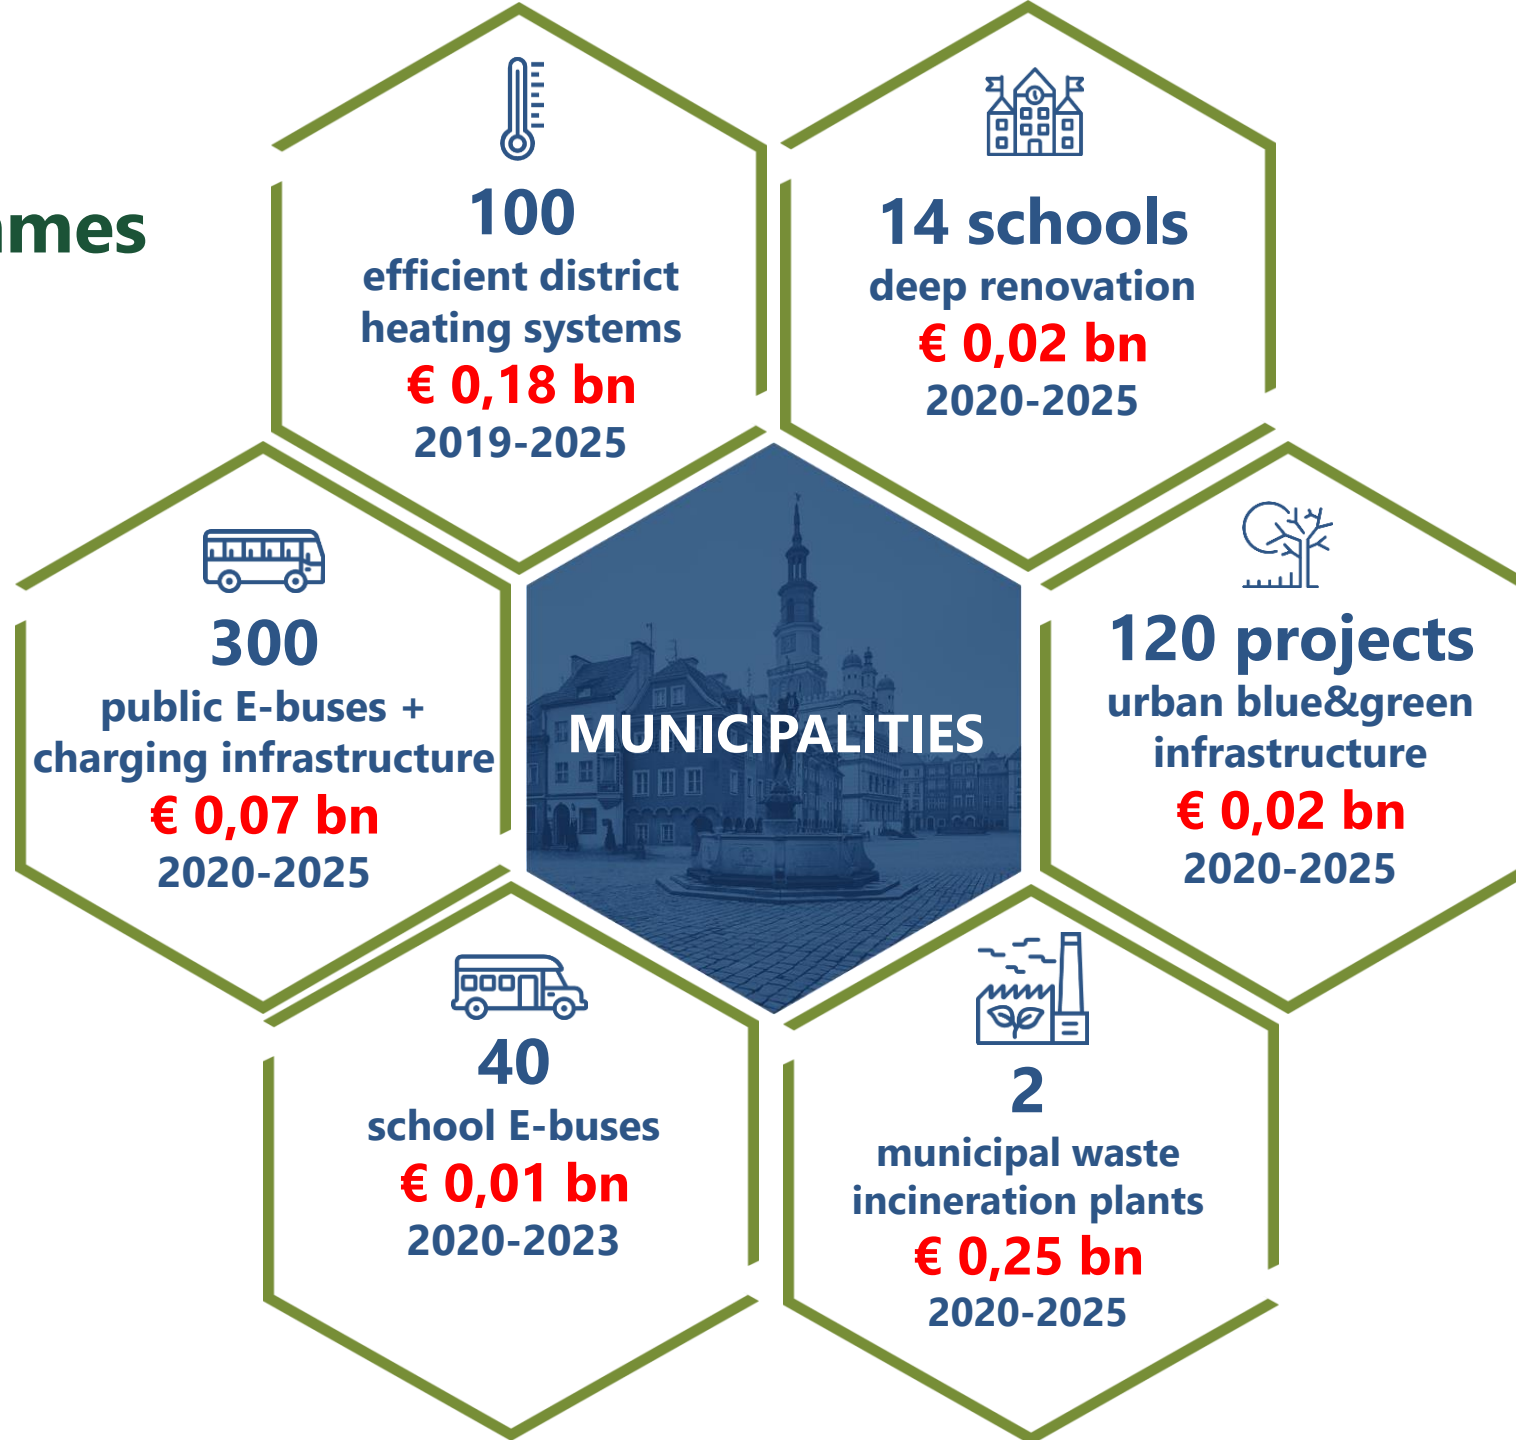 100
efficient district
heating systems
€ 0,18 bn
2019-2025
14 schools
deep renovation
€ 0,02 bn
2020-2025
300
public E-buses +
charging infrastructure
€ 0,07 bn
2020-2025
MUNICIPALITIES
120 projects
urban blue&green
infrastructure
€ 0,02 bn
2020-2025
40
school E-buses
€ 0,01 bn
2020-2023
2
municipal waste
incineration plants
€ 0,25 bn
2020-2025